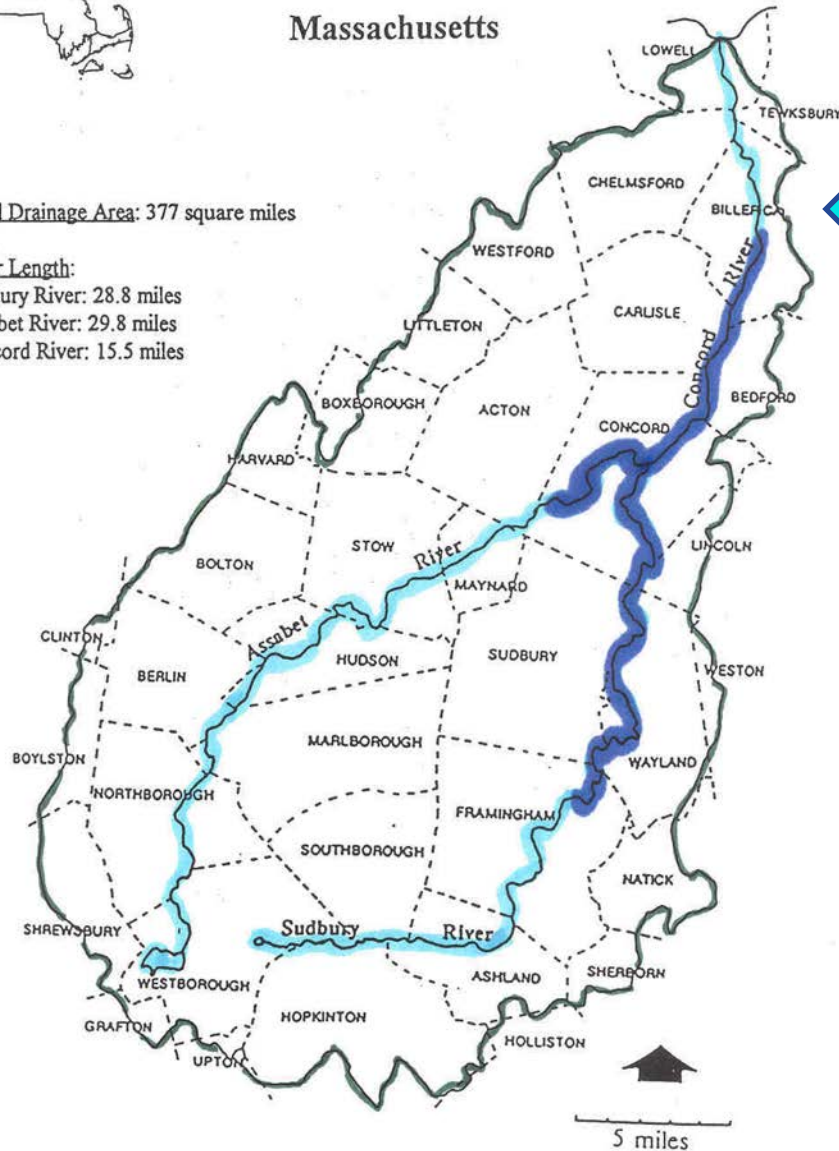 Massachusetts
Drainage Area: 377 square miles
Length:
ury River: 28.8 miles
bet River: 29.8 miles
ord River: 15.5 miles
LOWELL
TEWKSBURY
CHELMSFORD
BILLERICA
WESTFORD
River
CARLISLE
LITTLETON
Concord
BOXBOROUGH
ACTON
BEDFORD
CONCORD
HARVARD
STOW
River
LINCOLN
BOLTON
MAYNARD
Assabet
CLINTON
HUDSON
SUDBURY
BERLIN
WESTON
MARLBOROUGH
BOYLSTON
WAYLAND
NORTHBOROUGH
FRAMINGHAM
SOUTHBOROUGH
NATICK
SHREWSBURY
Sudbury
River
SHERBORN
ASHLAND
WESTBOROUGH
HOPKINTON
GRAFTON
HOLLISTON
UPTON
5 miles